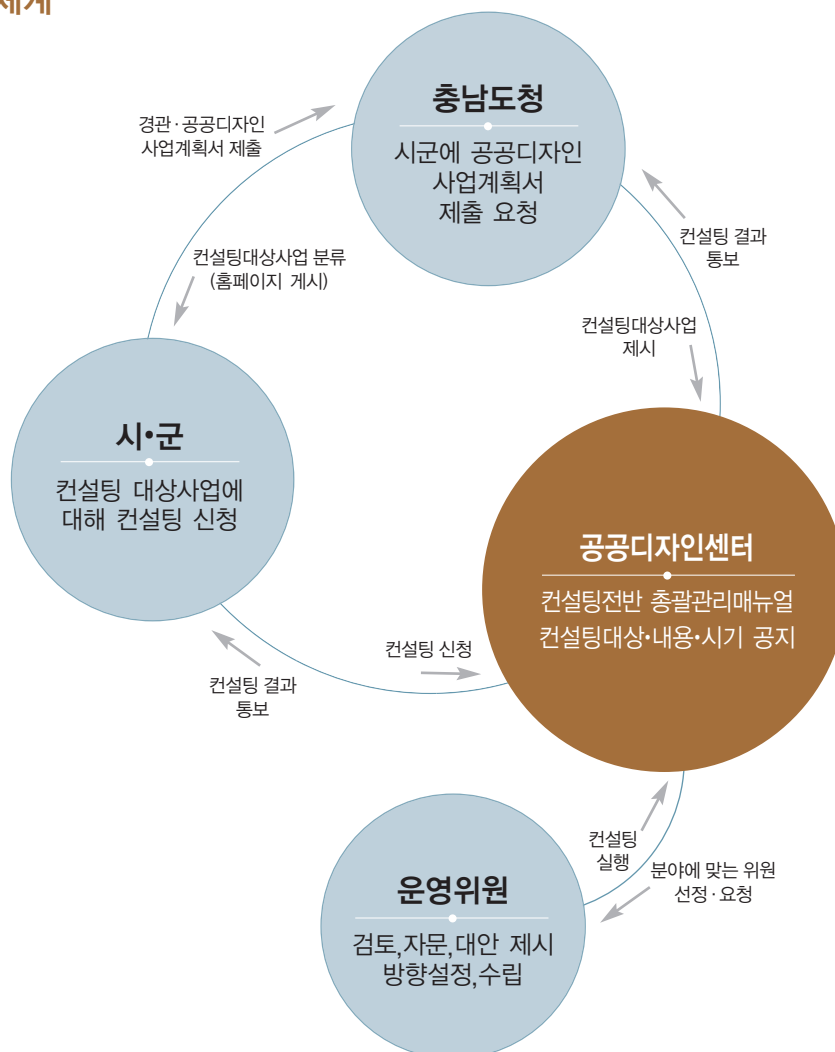 충남도청
시군에 공공디자인
사업계획서
제출 요청
경관·공공디자인
사업계획서 제출
컨설팅대상사업 분류
(홈페이지 게시)
컨설팅 결과
통보
컨설팅대상사업
제시
시•군
컨설팅 대상사업에
대해 컨설팅 신청
공공디자인센터
컨설팅전반 총괄관리매뉴얼
컨설팅대상•내용•시기 공지
컨설팅 신청
컨설팅 결과
통보
컨설팅
실행
분야에 맞는 위원
선정·요청
운영위원
검토,자문,대안 제시
방향설정,수립